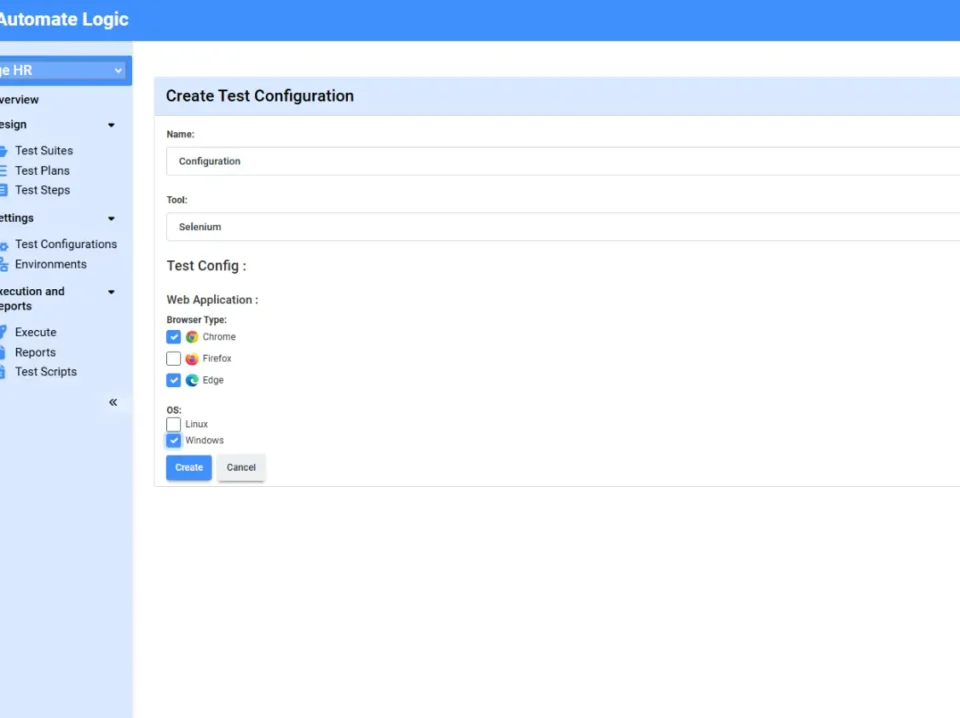 Automate Logic
ge HR
verview
esign
Test Suites
Test Plans
Test Steps
ettings
Test Configurations
Environments
xecution and
eports
Execute
Reports
Test Scripts
«
Create Test Configuration
Name:
Configuration
Tool:
Selenium
Test Config :
Web Application :
Browser Type:
Chrome
Firefox
Edge
OS:
Linux
Windows
Create
Cancel